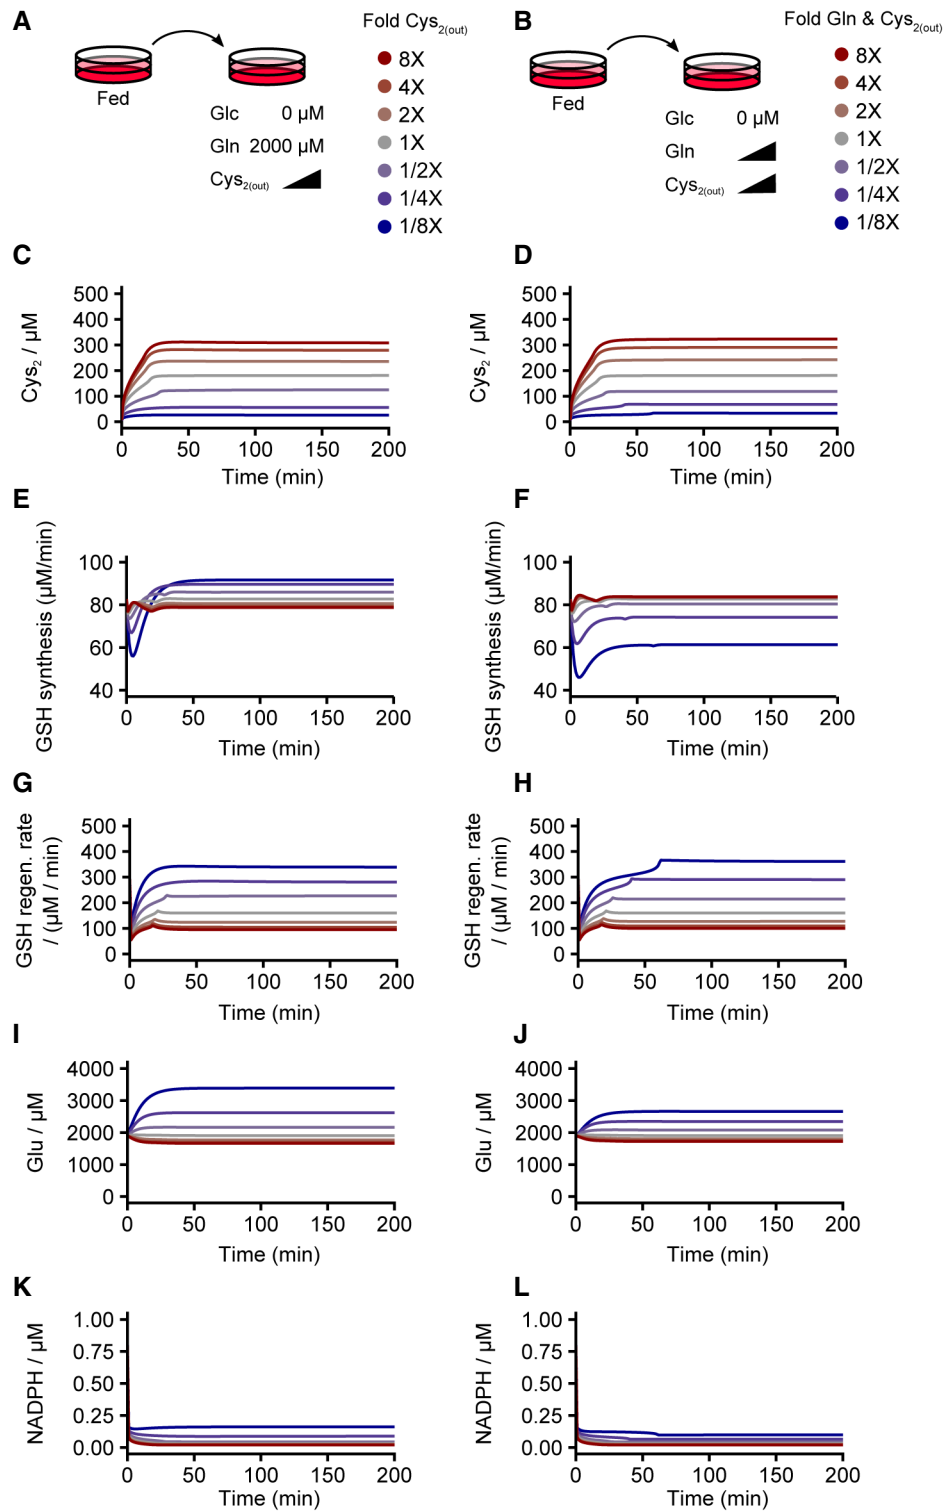 A
Fed
Glc 0 µM
Gln 2000 µM
Cys2(out)
Fold Cys2(out)
8X
4X
2X
1X
1/2X
1/4X
1/8X
B
Fed
Glc 0 µM
Gln
Cys2(out)
Fold Gln & Cys2(out)
8X
4X
2X
1X
1/2X
1/4X
1/8X
C
Cys2 / µM
500
400
300
200
100
0
0 50 100 150 200
Time (min)
D
Cys2 / µM
500
400
300
200
100
0
0 50 100 150 200
Time (min)
E
GSH synthesis (µM/min)
100
80
60
40
0 50 100 150 200
Time (min)
F
GSH synthesis (µM/min)
100
80
60
40
0 50 100 150 200
Time (min)
G
GSH regen. rate
/ (µM / min)
500
400
300
200
100
0
0 50 100 150 200
Time (min)
H
GSH regen. rate
/ (µM / min)
500
400
300
200
100
0
0 50 100 150 200
Time (min)
I
Glu / µM
4000
3000
2000
1000
0
0 50 100 150 200
Time (min)
J
Glu / µM
4000
3000
2000
1000
0
0 50 100 150 200
Time (min)
K
NADPH / µM
1.00
0.75
0.50
0.25
0.00
0 50 100 150 200
Time (min)
L
NADPH / µM
1.00
0.75
0.50
0.25
0.00
0 50 100 150 200
Time (min)